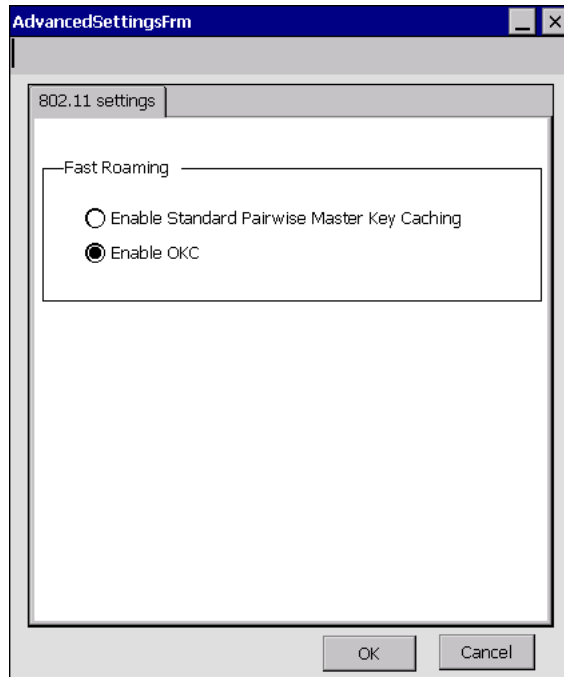 AdvancedSettingsFrm
802.11 settings
Fast Roaming
Enable Standard Pairwise Master Key Caching
Enable OKC
OK
Cancel